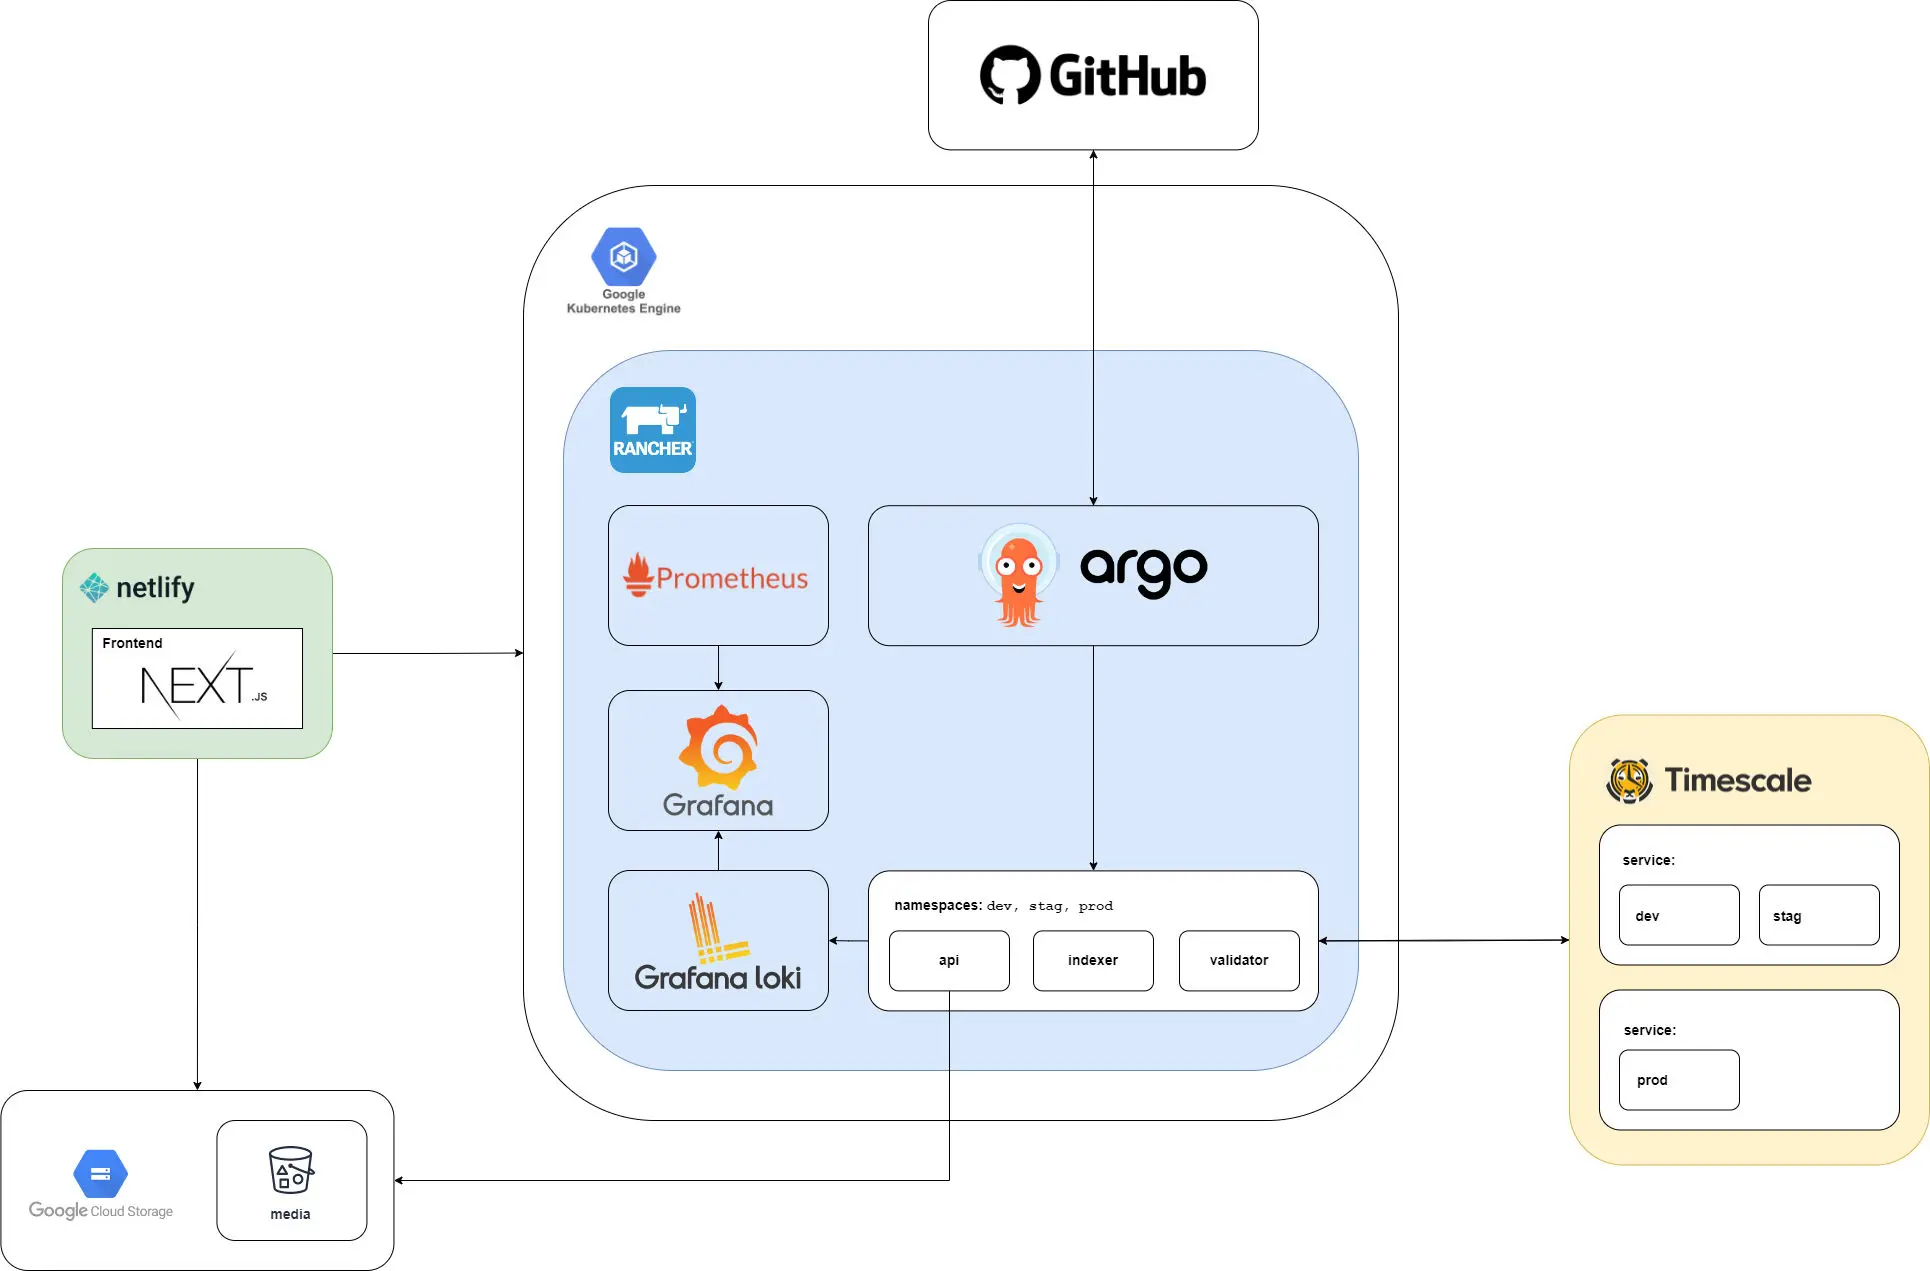 GitHub
Google
Kubernetes Engine
RANCHER
Prometheus
argo
netlify
Frontend
NEXT.JS
Grafana
Timescale
service:
dev
stag
namespaces: dev, stag, prod
api
indexer
validator
Grafana loki
service:
prod
Google Cloud Storage
media